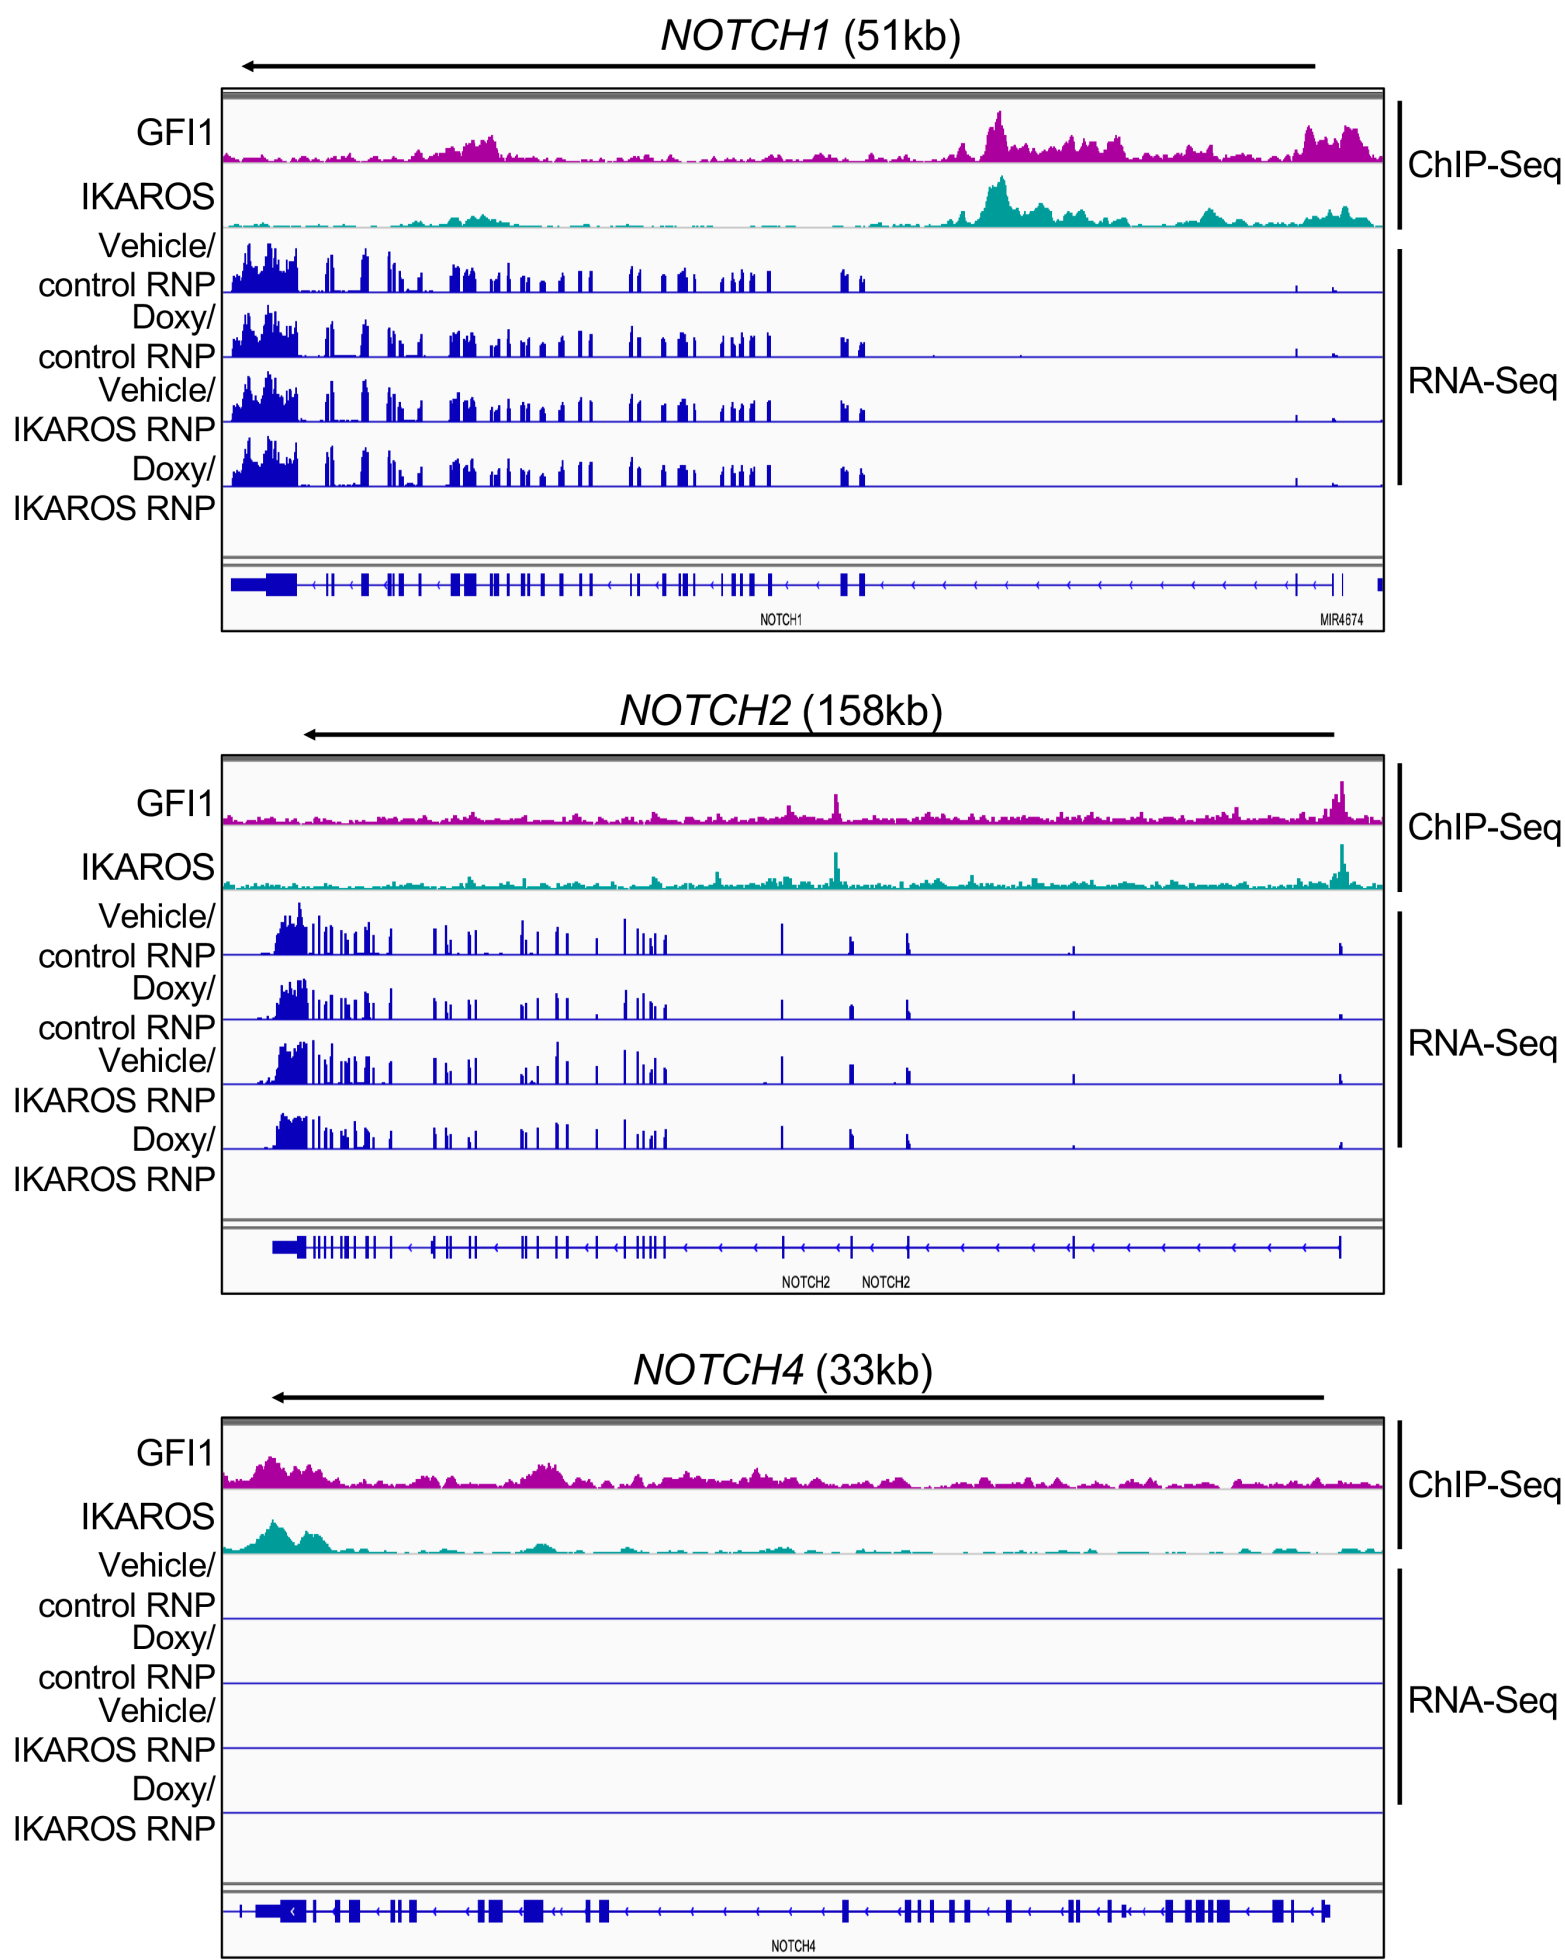 NOTCH1 (51kb)
GFI1
ChIP-Seq
IKAROS
Vehicle/
control RNP
Doxy/
control RNP
RNA-Seq
Vehicle/
IKAROS RNP
Doxy/
IKAROS RNP
NOTCH1 MIR4674
NOTCH2 (158kb)
GFI1
ChIP-Seq
IKAROS
Vehicle/
control RNP
Doxy/
control RNP
RNA-Seq
Vehicle/
IKAROS RNP
Doxy/
IKAROS RNP
NOTCH2 NOTCH2
NOTCH4 (33kb)
GFI1
ChIP-Seq
IKAROS
Vehicle/
control RNP
Doxy/
control RNP
RNA-Seq
Vehicle/
IKAROS RNP
Doxy/
IKAROS RNP
NOTCH4